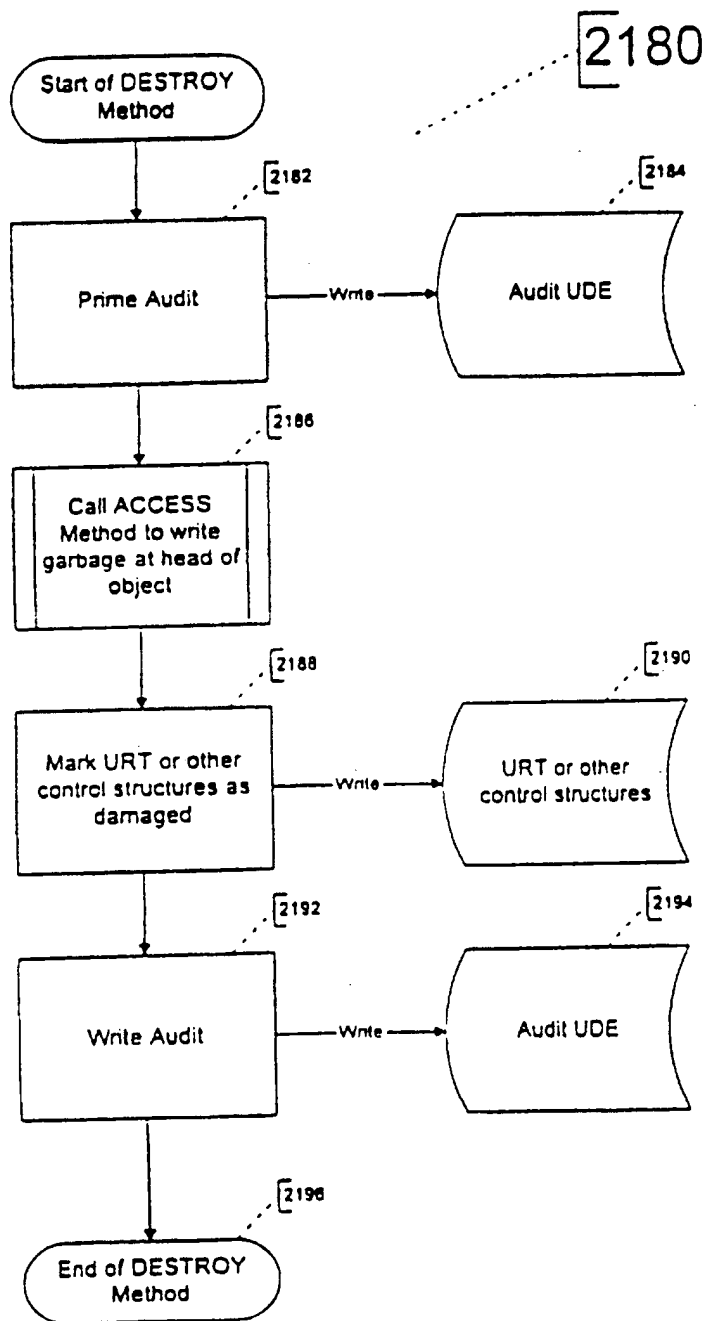 2180
Start of DESTROY
Method
2182
2184
Prime Audit
Write
Audit UDE
2186
Call ACCESS
Method to write
garbage at head of
object
2188
2190
Mark URT or other
control structures as
damaged
Write
URT or other
control structures
2192
2194
Write Audit
Write
Audit UDE
2196
End of DESTROY
Method